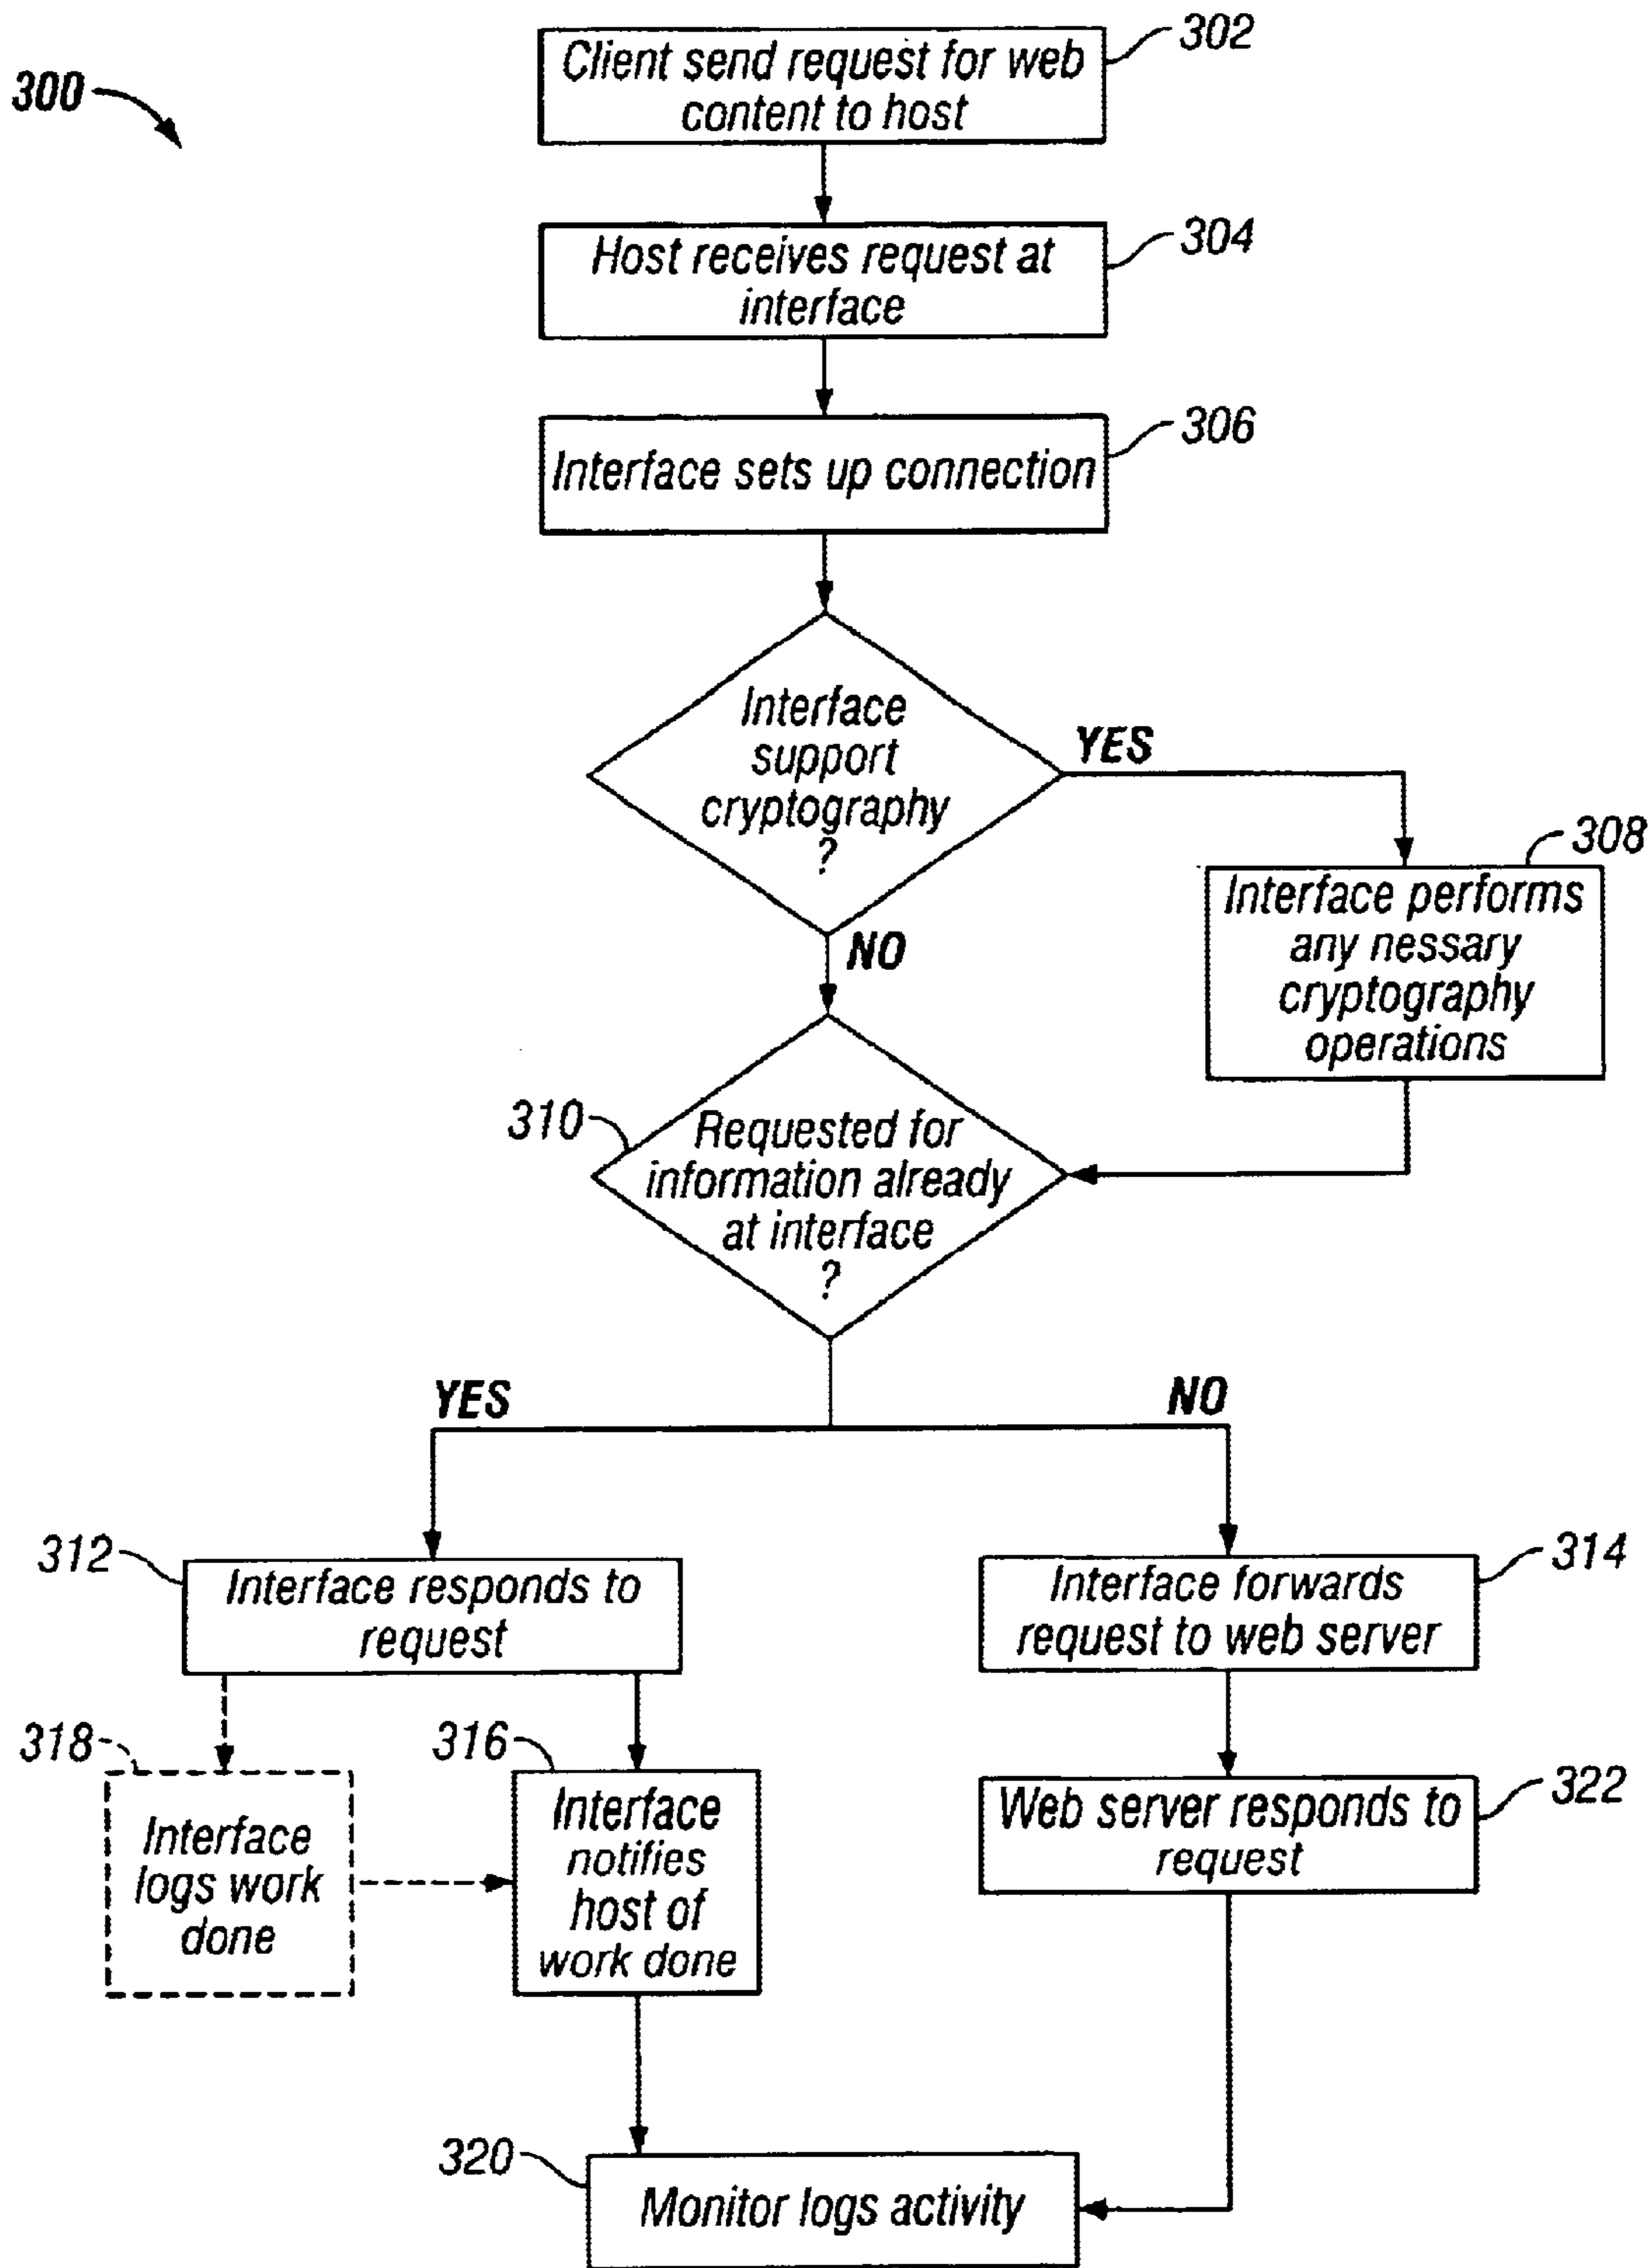 300
302
Client send request for web
content to host
304
Host receives request at
interface
306
Interface sets up connection
Interface
support
cryptography
?
YES
NO
308
Interface performs
any nessary
cryptography
operations
310
Requested for
information already
at interface
?
YES
NO
312
Interface responds to
request
314
Interface forwards
request to web server
318
Interface
logs work
done
316
Interface
notifies
host of
work done
322
Web server responds to
request
320
Monitor logs activity